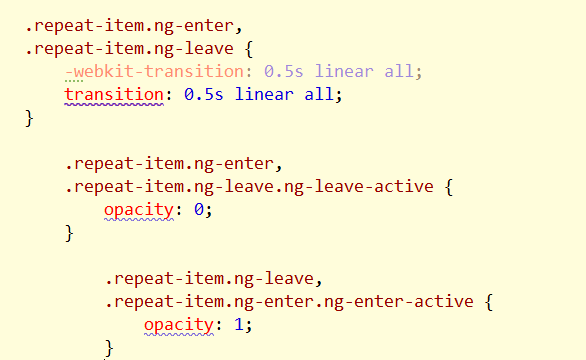 .repeat-item.ng-enter,
.repeat-item.ng-leave {
-webkit-transition: 0.5s linear all;
transition: 0.5s linear all;
}
.repeat-item.ng-enter,
.repeat-item.ng-leave.ng-leave-active {
opacity: 0;
}
.repeat-item.ng-leave,
.repeat-item.ng-enter.ng-enter-active {
opacity: 1;
}